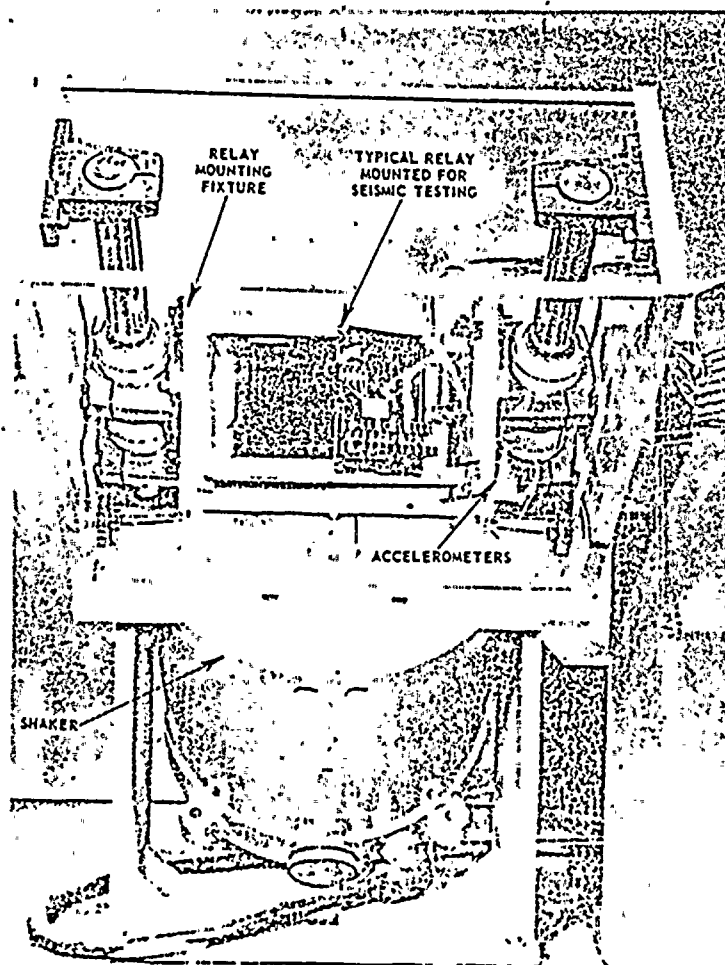 RELAY
MOUNTING
FIXTURE
TYPICAL RELAY
MOUNTED FOR
SEISMIC TESTING
ACCELEROMETERS
SHAKER